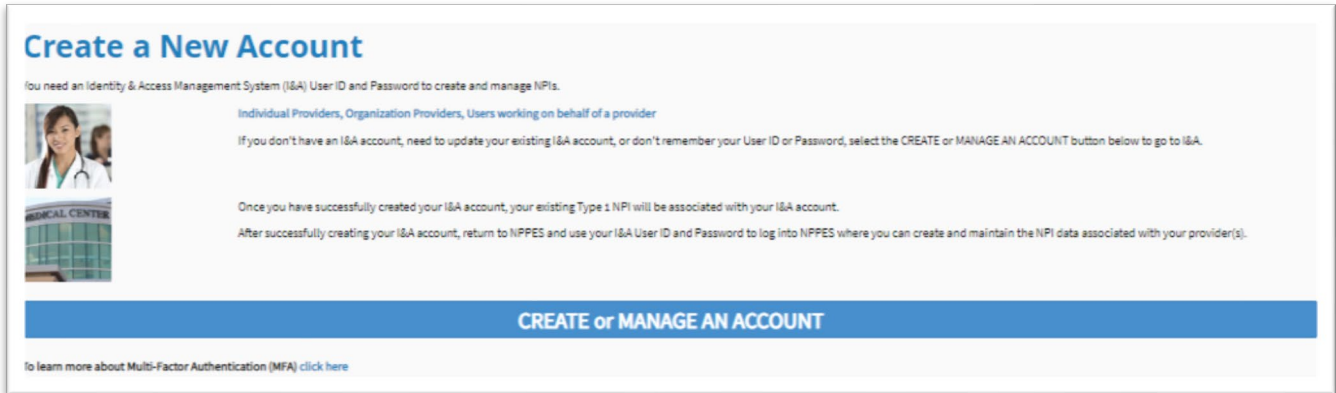 Create a New Account
You need an Identity & Access Management System (I&A) User ID and Password to create and manage NPIs.
Individual Providers, Organization Providers, Users working on behalf of a provider
If you don't have an I&A account, need to update your existing I&A account, or don't remember your User ID or Password, select the CREATE or MANAGE AN ACCOUNT button below to go to I&A.
MEDICAL CENTER
Once you have successfully created your I&A account, your existing Type 1 NPI will be associated with your I&A account.
After successfully creating your I&A account, return to NPPES and use your I&A User ID and Password to log into NPPES where you can create and maintain the NPI data associated with your provider(s).
CREATE or MANAGE AN ACCOUNT
To learn more about Multi-Factor Authentication (MFA) click here